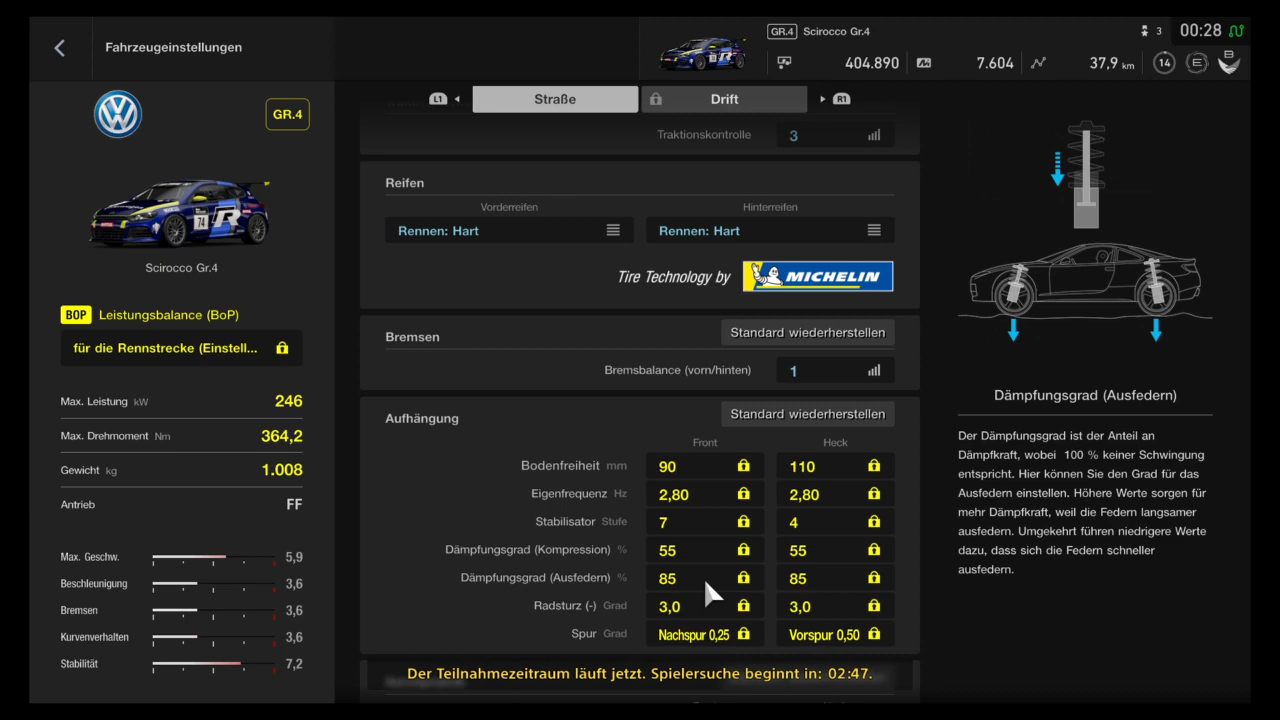 Fahrzeugeinstellungen
GR.4 Scirocco Gr.4
3 00:28
404.890 7.604 37,9 km 14 E B
GR.4
L1 Straße Drift R1
Traktionskontrolle 3
Reifen
Vorderreifen Hinterreifen
Rennen: Hart Rennen: Hart
Tire Technology by MICHELIN
R 74
Scirocco Gr.4
BOP Leistungsbalance (BoP)
für die Rennstrecke (Einstell...
Max. Leistung kW 246
Max. Drehmoment Nm 364,2
Gewicht kg 1.008
Antrieb FF
Max. Geschw. 5,9
Beschleunigung 3,6
Bremsen 3,6
Kurvenverhalten 3,6
Stabilität 7,2
Bremsen Standard wiederherstellen
Bremsbalance (vorn/hinten) 1
Aufhängung Standard wiederherstellen
Front Heck
Bodenfreiheit mm 90 110
Eigenfrequenz Hz 2,80 2,80
Stabilisator Stufe 7 4
Dämpfungsgrad (Kompression) % 55 55
Dämpfungsgrad (Ausfedern) % 85 85
Radsturz (-) Grad 3,0 3,0
Spur Grad Nachspur 0,25 Vorspur 0,50
Der Teilnahmezeitraum läuft jetzt. Spielersuche beginnt in: 02:47.
Dämpfungsgrad (Ausfedern)
Der Dämpfungsgrad ist der Anteil an
Dämpfkraft, wobei 100 % keiner Schwingung
entspricht. Hier können Sie den Grad für das
Ausfedern einstellen. Höhere Werte sorgen für
mehr Dämpfkraft, weil die Federn langsamer
ausfedern. Umgekehrt führen niedrigere Werte
dazu, dass sich die Federn schneller
ausfedern.